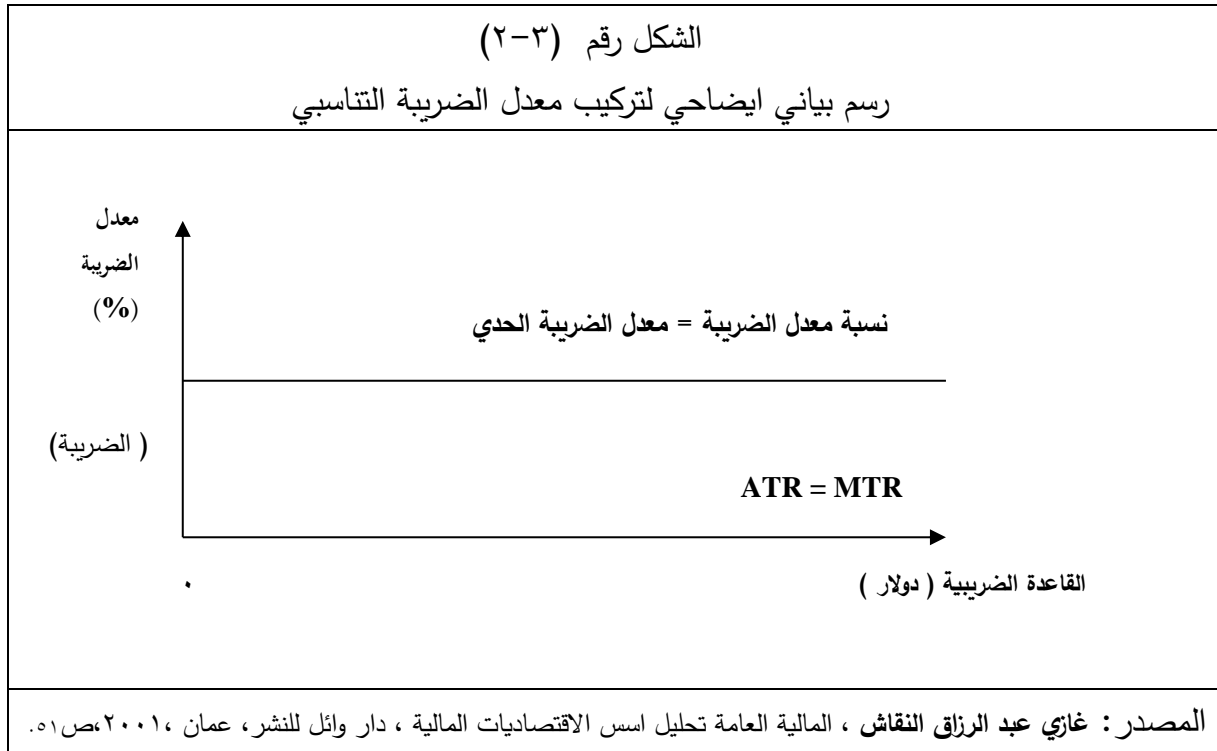 الشكل رقم (٣-٢)
رسم بياني ايضاحي لتركيب معدل الضريبة التناسبي
معدل
الضريبة
(%)
نسبة معدل الضريبة = معدل الضريبة الحدي
( الضريبة)
ATR = MTR
٠
القاعدة الضريبية ( دولار )
المصدر : غازي عبد الرزاق النقاش ، المالية العامة تحليل اسس الاقتصاديات المالية ، دار وائل للنشر، عمان ،٢٠٠١،ص٥١.